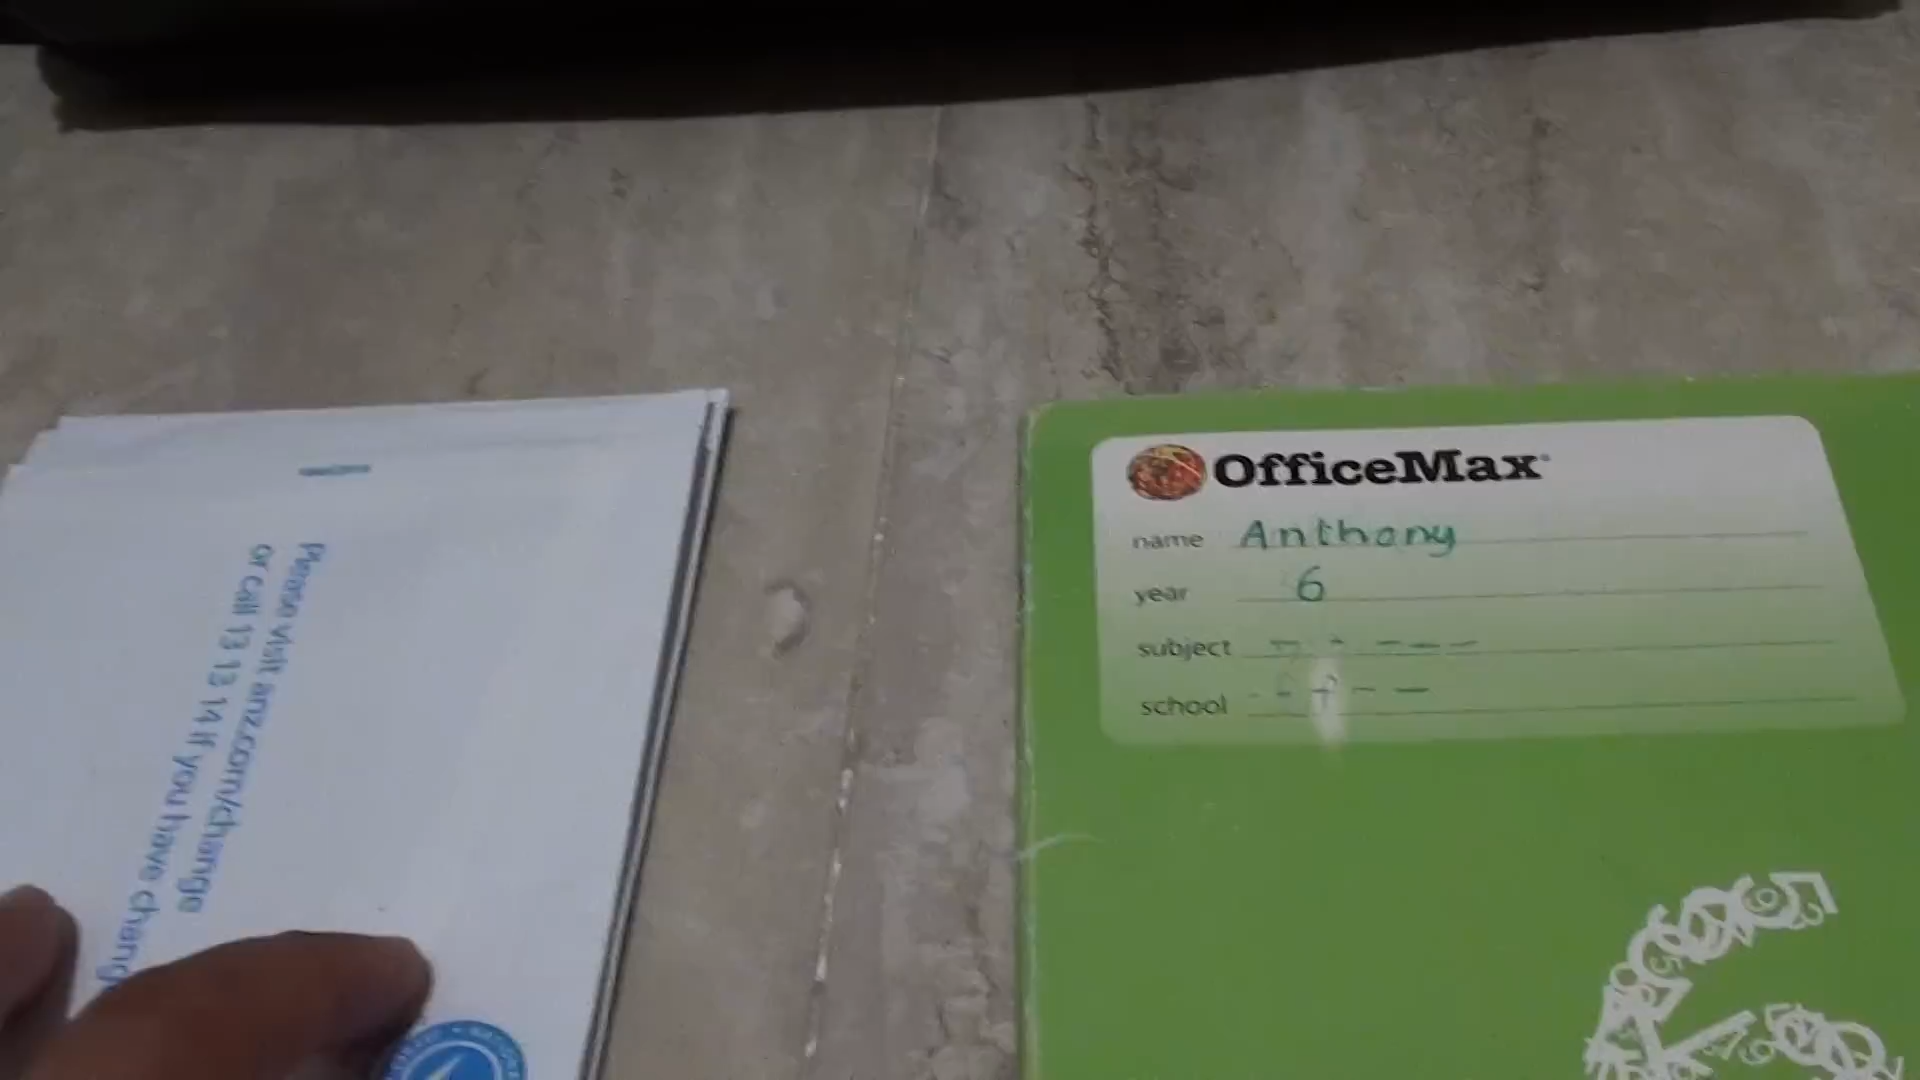 Please visit anz.com/change
or call 13 13 14 if you have
OfficeMax
name Anthony
year 6
subject
school